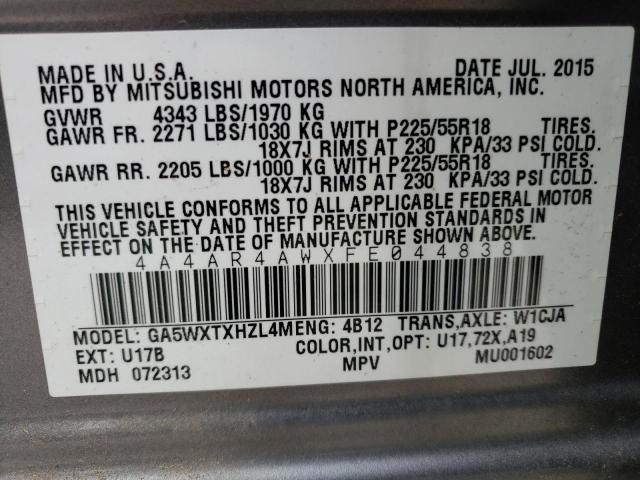 MADE IN U.S.A. DATE JUL. 2015
MFD BY MITSUBISHI MOTORS NORTH AMERICA, INC.
GVWR 4343 LBS/1970 KG
GAWR FR. 2271 LBS/1030 KG WITH P225/55R18 TIRES.
18X7J RIMS AT 230 KPA/33 PSI COLD.
GAWR RR. 2205 LBS/1000 KG WITH P225/55R18 TIRES.
18X7J RIMS AT 230 KPA/33 PSI COLD.
THIS VEHICLE CONFORMS TO ALL APPLICABLE FEDERAL MOTOR
VEHICLE SAFETY AND THEFT PREVENTION STANDARDS IN
EFFECT ON THE DATE OF MANUFACTURE SHOWN ABOVE.
4A4AR4AWXFE044838
MODEL: GA5WXTXHZL4MENG: 4B12 TRANS,AXLE: W1CJA
EXT: U17B COLOR,INT,OPT: U17,72X,A19
MDH 072313 MPV MU001602